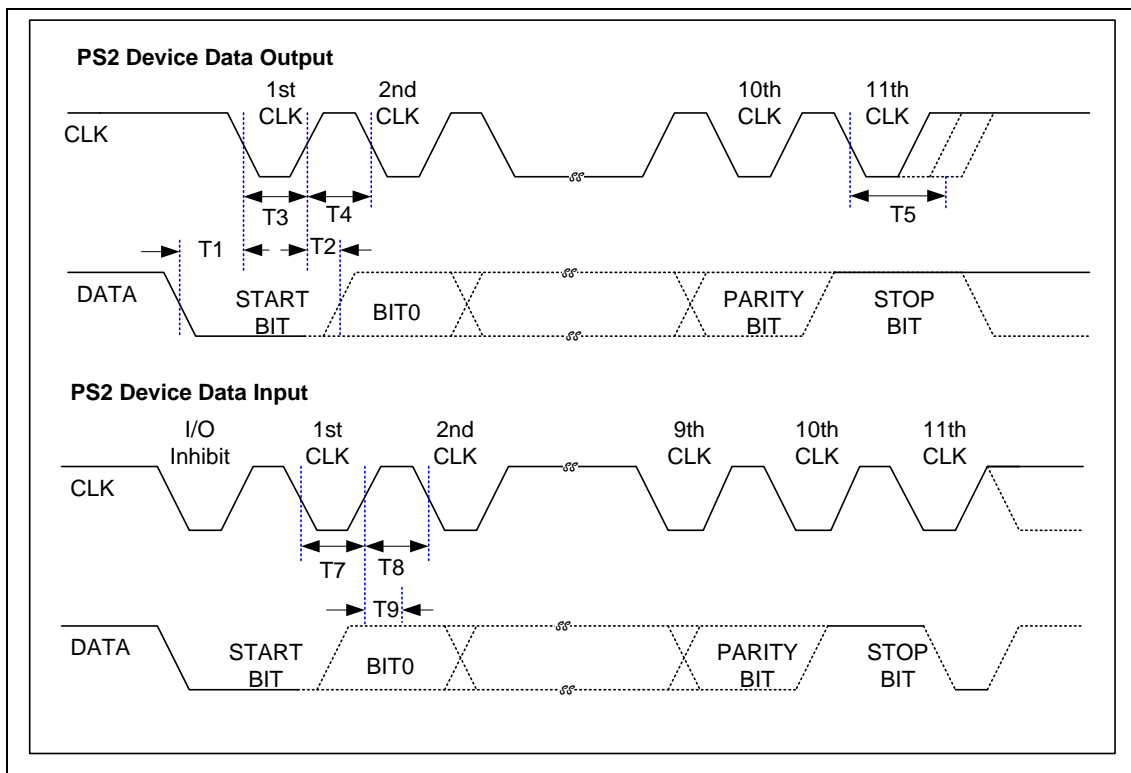 PS2 Device Data Output
1st CLK
2nd CLK
10th CLK
11th CLK
CLK
T3
T4
T5
T1
T2
DATA
START BIT
BIT0
PARITY BIT
STOP BIT
PS2 Device Data Input
I/O Inhibit
1st CLK
2nd CLK
9th CLK
10th CLK
11th CLK
CLK
T7
T8
T9
DATA
START BIT
BIT0
PARITY BIT
STOP BIT